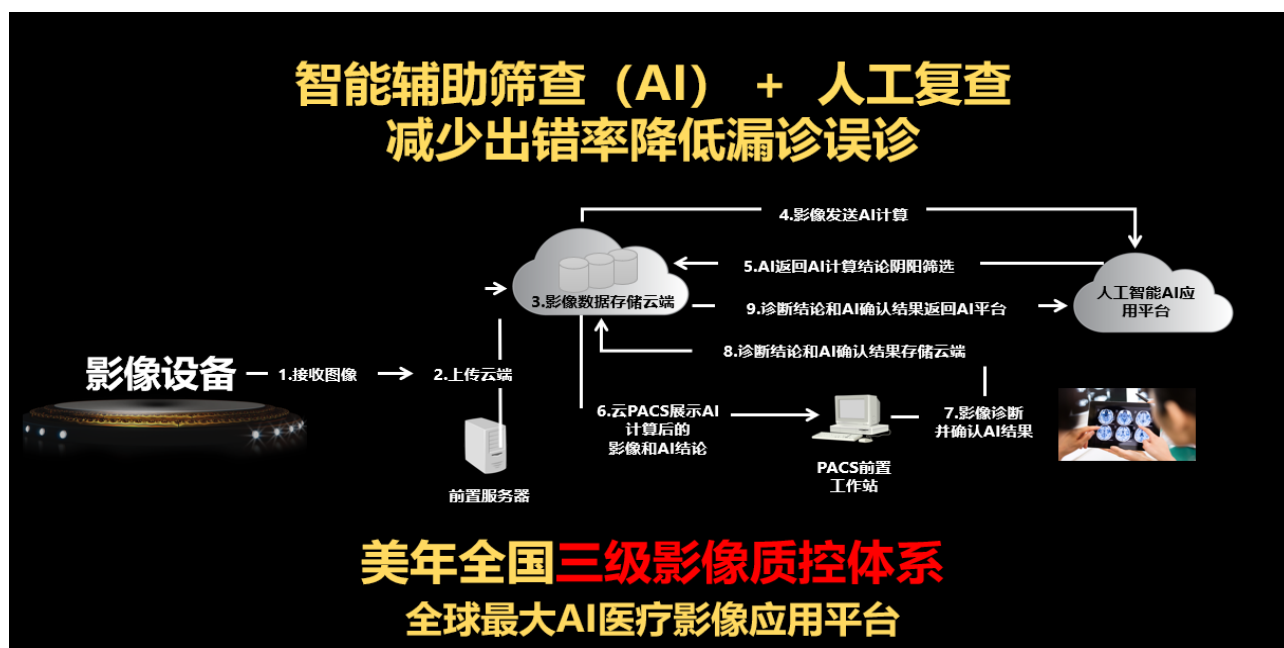 智能辅助筛查（AI） + 人工复查
减少出错率降低漏诊误诊
4.影像发送AI计算
5.AI返回AI计算结论阴阳筛选
3.影像数据存储云端
人工智能AI应
用平台
9.诊断结论和AI确认结果返回AI平台
8.诊断结论和AI确认结果存储云端
影像设备
1.接收图像
2.上传云端
6.云PACS展示AI
计算后的
影像和AI结论
7.影像诊断
并确认AI结果
PACS前置
工作站
前置服务器
美年全国三级影像质控体系
全球最大AI医疗影像应用平台